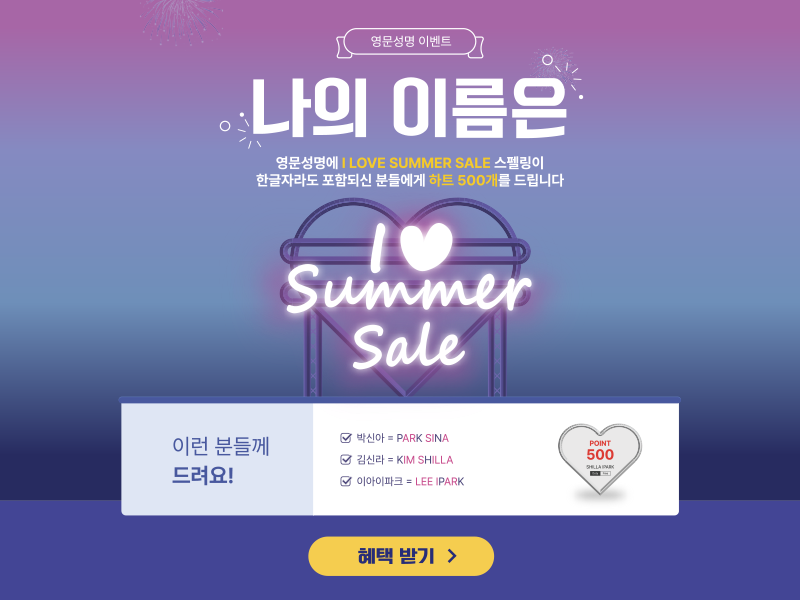 영문성명 이벤트
나의 이름은
영문성명에 I LOVE SUMMER SALE 스펠링이
한글자라도 포함되신 분들에게 하트 500개를 드립니다
I
Summer
Sale
이런 분들께
드려요!
박신아 = PARK SINA
김신라 = KIM SHILLA
이아이파크 = LEE IPARK
POINT
500
SHILLA IPARK
혜택 받기